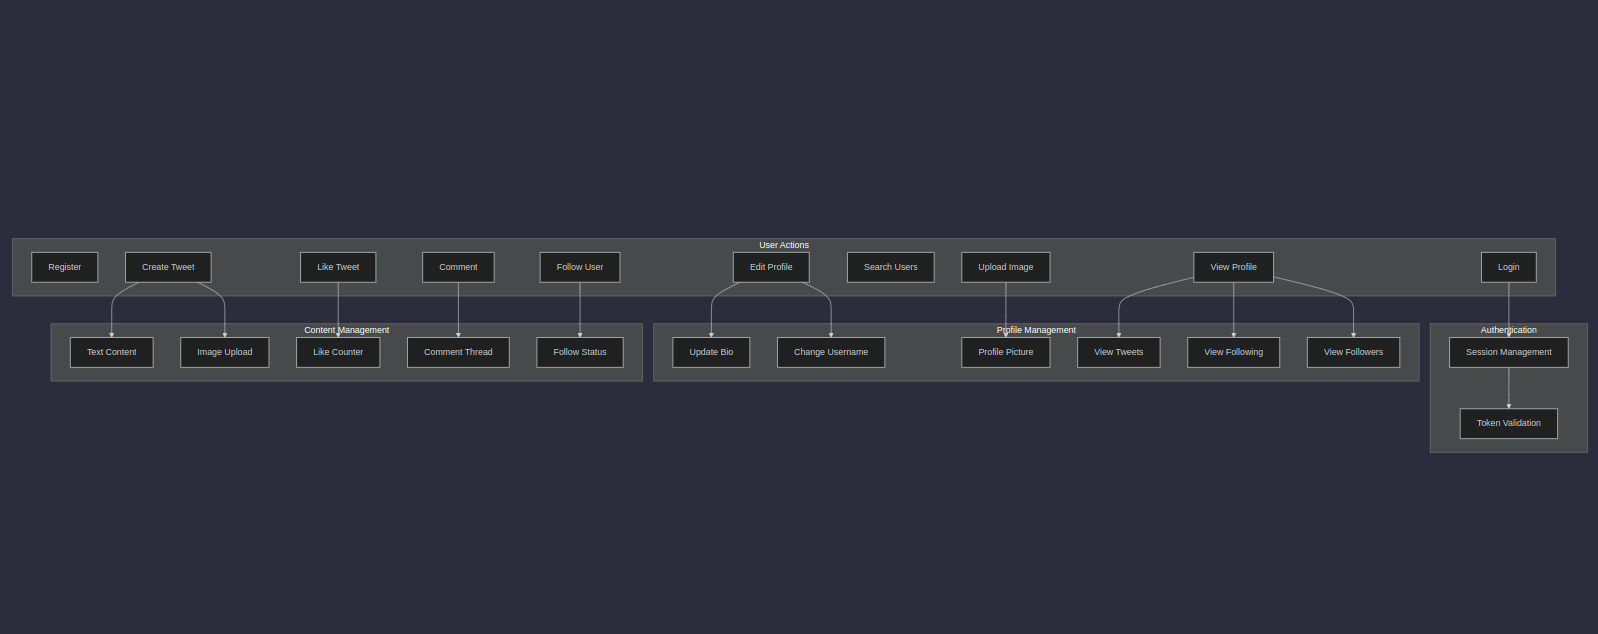 User Actions
Register
Create Tweet
Like Tweet
Comment
Follow User
Edit Profile
Search Users
Upload Image
View Profile
Login
Content Management
Text Content
Image Upload
Like Counter
Comment Thread
Follow Status
Profile Management
Update Bio
Change Username
Profile Picture
View Tweets
View Following
View Followers
Authentication
Session Management
Token Validation